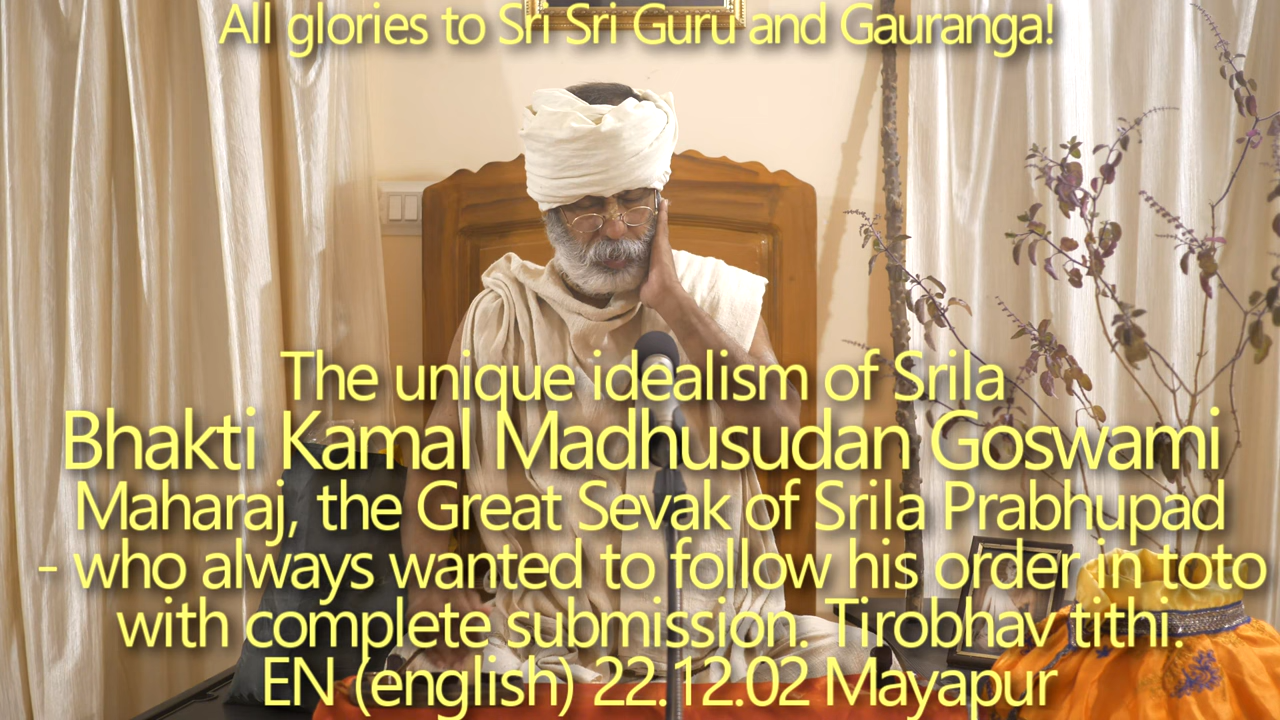 All glories to Sri Sri Guru and Gauranga!
The unique idealism of Srila
Bhakti Kamal Madhusudan Goswami
Maharaj, the Great Sevak of Srila Prabhupad
- who always wanted to follow his order in toto
with complete submission. Tirobhav tithi.
EN (english) 22.12.02 Mayapur